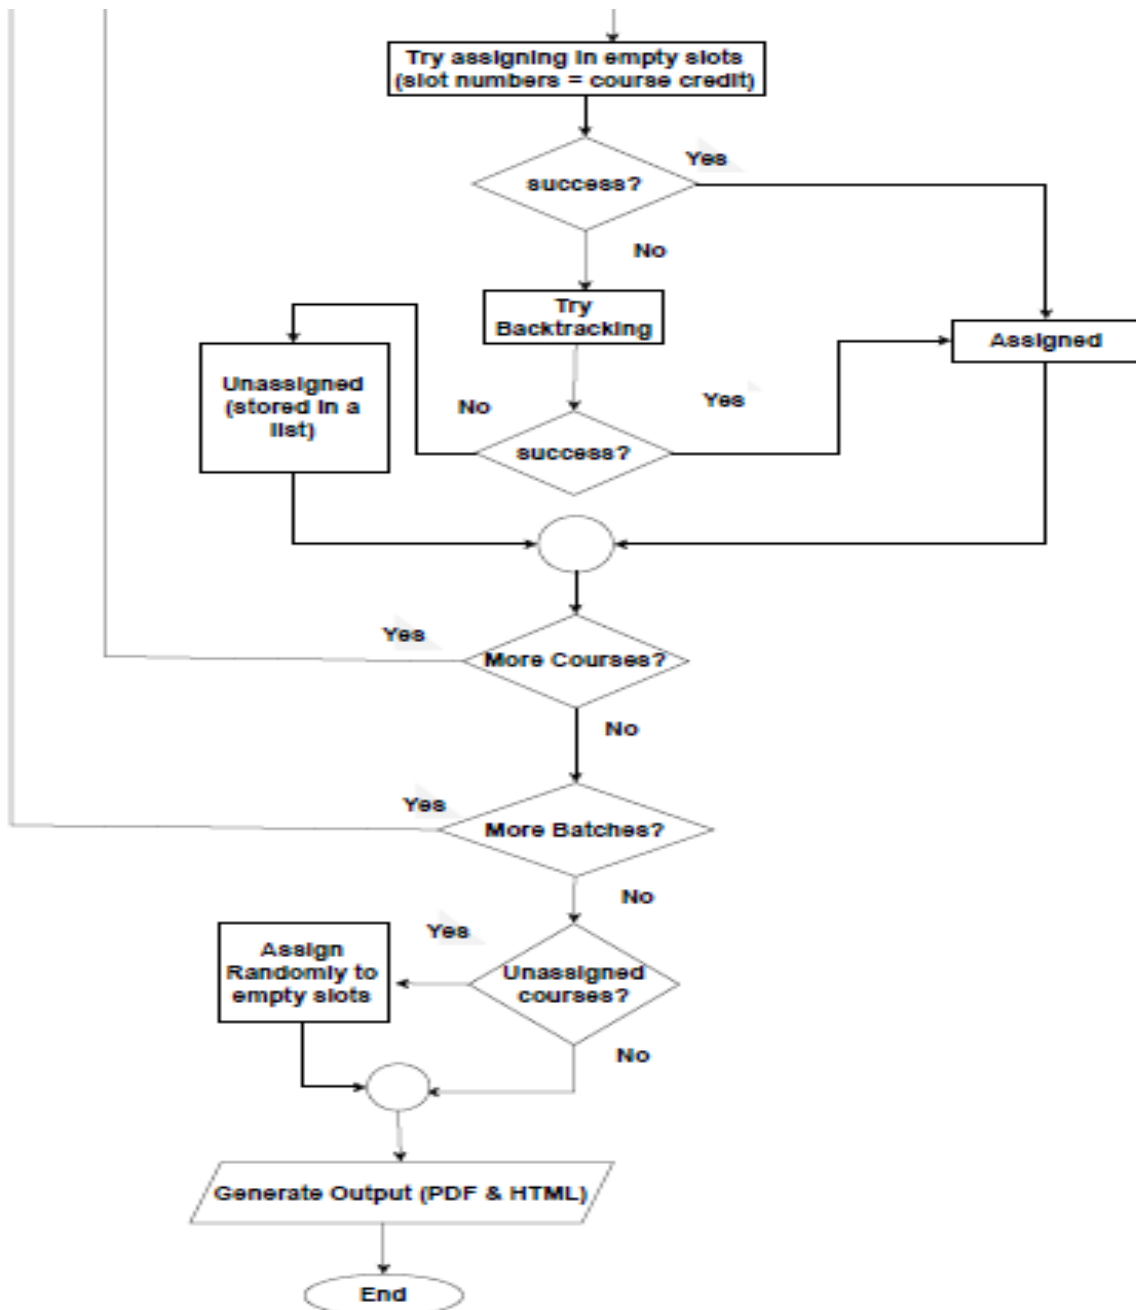 Try assigning in empty slots
(slot numbers = course credit)
Yes
success?
No
Try
Backtracking
Assigned
Unassigned
(stored in a
list)
No
Yes
success?
Yes
More Courses?
No
Yes
More Batches?
No
Yes
Assign
Randomly to
empty slots
Unassigned
courses?
No
Generate Output (PDF & HTML)
End